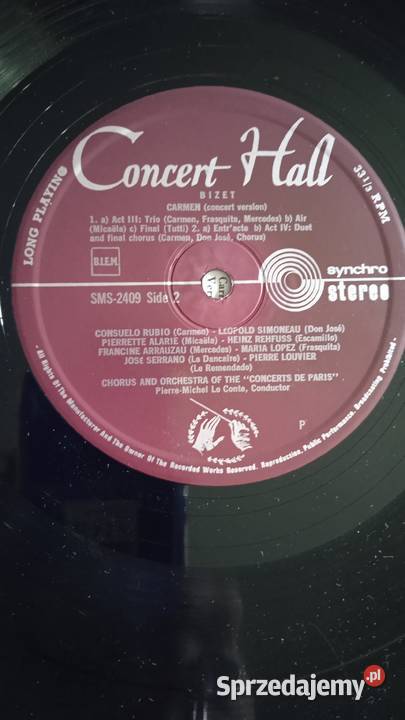 Concert Hall
LONG PLAYING
33 1/3 RPM
BIZET
CARMEN (concert version)
1. a) Act III: Trio (Carmen, Frasquita, Mercedes) b) Air
(Micaëla) c) Final (Tutti) 2. a) Entr'acte b) Act IV: Duet
and final chorus (Carmen, Don José, Chorus)
B.I.E.M.
synchro
stereo
SMS-2409 Side 2
CONSUELO RUBIO (Carmen) - LEOPOLD SIMONEAU (Don José)
PIERRETTE ALARIE (Micaëla) - HEINZ REHFUSS (Escamillo)
FRANCINE ARRAUZAU (Mercedes) - MARIA LOPEZ (Frasquita)
JOSE SERRANO (Le Dancaïre) - PIERRE LOUVIER
(Le Remendado)
CHORUS AND ORCHESTRA OF THE "CONCERTS DE PARIS"
Pierre-Michel Le Conte, Conductor
P
- All Rights Of The Manufacturer And The Owner Of The Recorded Works Reserved. Reproduction. Public Performance. Broadcasting Prohibited. -
Sprzedajemy.pl